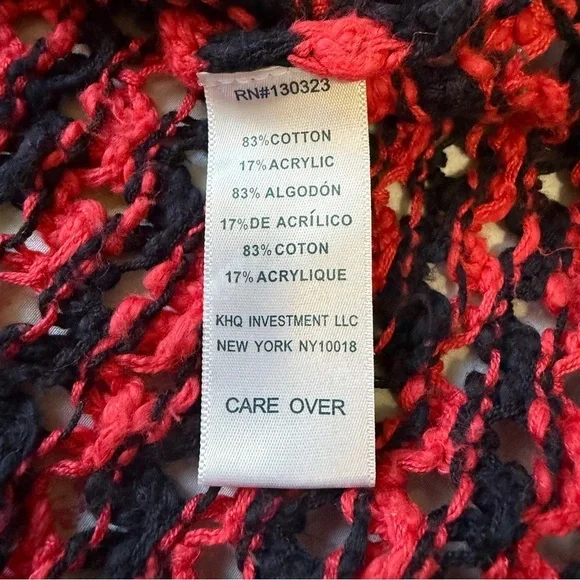 RN#130323
83%COTTON
17%ACRYLIC
83% ALGODÓN
17%DE ACRÍLICO
83% COTON
17%ACRYLIQUE
KHQ INVESTMENT LLC
NEW YORK NY10018
CARE OVER